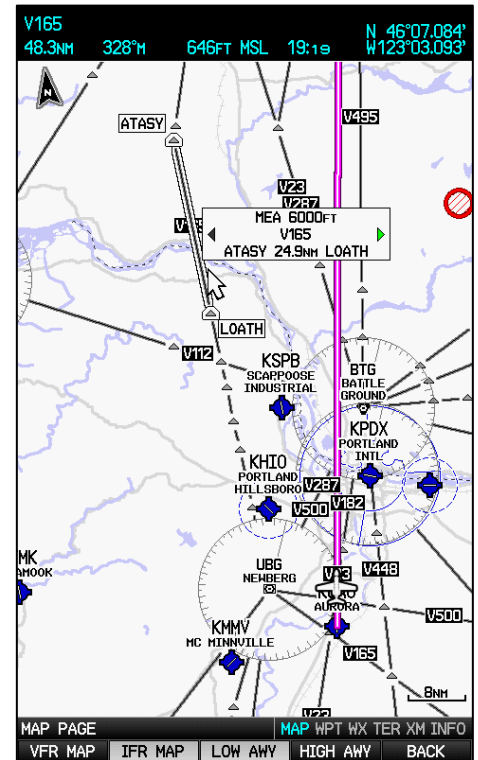 V165
N 46°07.084'
48.3NM 328°M 646FT MSL 19:19 W123°03.093'
N
ATASY
V495
V23
V287
MEA 6000FT
V165
ATASY 24.9NM LOATH
LOATH
V112
KSPB
SCAPPOOSE
INDUSTRIAL
BTG
BATTLE
GROUND
KPDX
PORTLAND
INTL
KHIO
PORTLAND
HILLSBORO
V287
V500
V182
MK
AMOOK
UBG
NEWBERG
V448
AURORA
V500
KMMV
MC MINNVILLE
V165
8NM
MAP PAGE MAP WPT WX TER XM INFO
VFR MAP IFR MAP LOW AWY HIGH AWY BACK